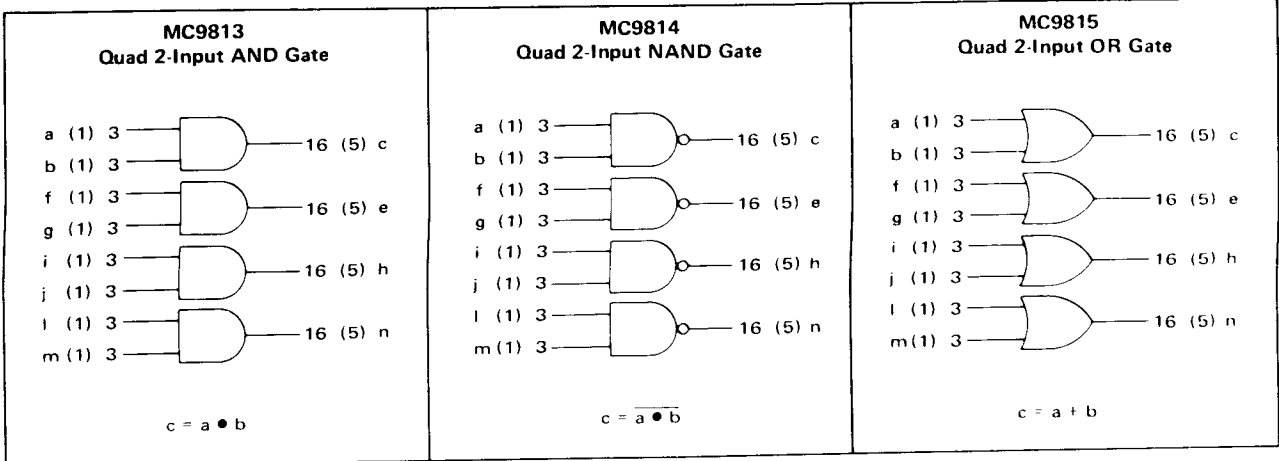 MC9813
Quad 2-Input AND Gate
a (1) 3
b (1) 3
16 (5) c
f (1) 3
g (1) 3
16 (5) e
i (1) 3
j (1) 3
16 (5) h
l (1) 3
m (1) 3
16 (5) n
c = a ● b
MC9814
Quad 2-Input NAND Gate
a (1) 3
b (1) 3
16 (5) c
f (1) 3
g (1) 3
16 (5) e
i (1) 3
j (1) 3
16 (5) h
l (1) 3
m (1) 3
16 (5) n
c = a̅ ̅●̅ ̅b̅
MC9815
Quad 2-Input OR Gate
a (1) 3
b (1) 3
16 (5) c
f (1) 3
g (1) 3
16 (5) e
i (1) 3
j (1) 3
16 (5) h
l (1) 3
m (1) 3
16 (5) n
c = a + b